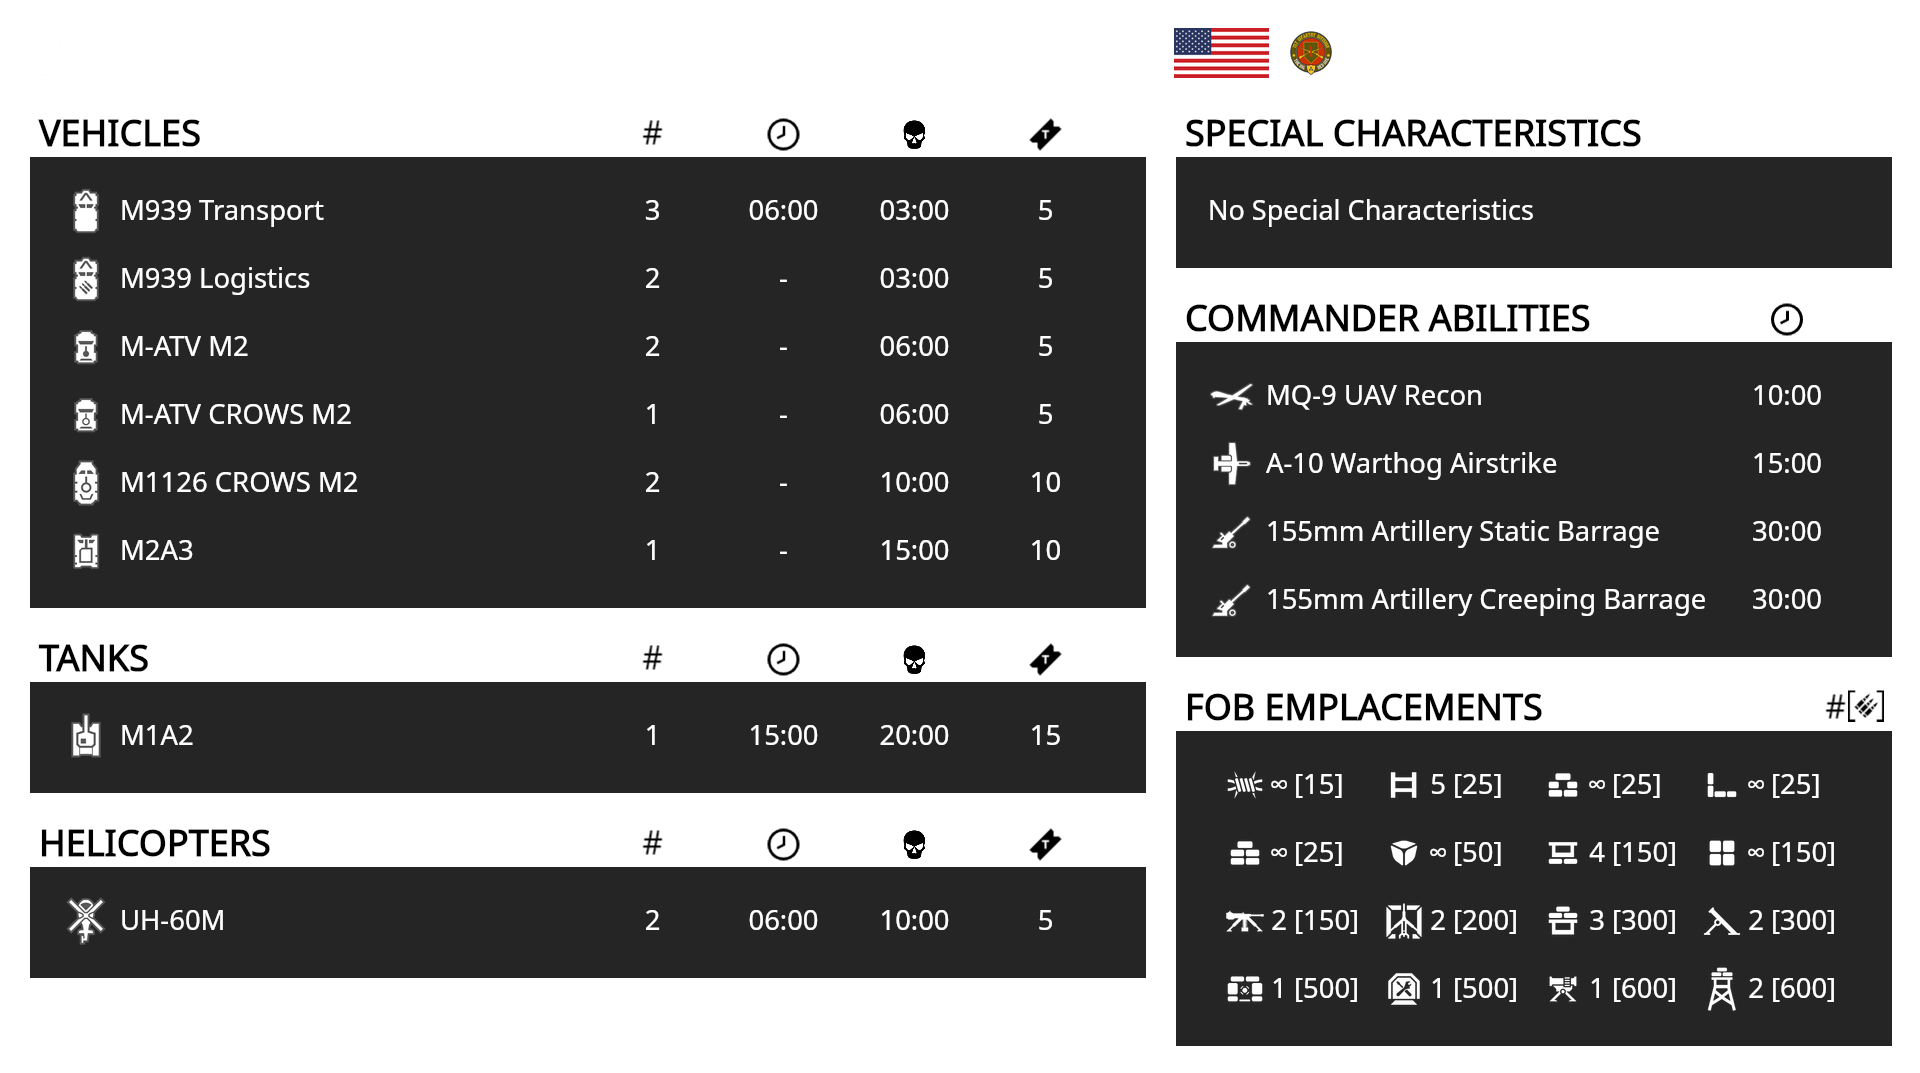 VEHICLES #
M939 Transport 3 06:00 03:00 5
M939 Logistics 2 - 03:00 5
M-ATV M2 2 - 06:00 5
M-ATV CROWS M2 1 - 06:00 5
M1126 CROWS M2 2 - 10:00 10
M2A3 1 - 15:00 10
TANKS #
M1A2 1 15:00 20:00 15
HELICOPTERS #
UH-60M 2 06:00 10:00 5
SPECIAL CHARACTERISTICS
No Special Characteristics
COMMANDER ABILITIES
MQ-9 UAV Recon 10:00
A-10 Warthog Airstrike 15:00
155mm Artillery Static Barrage 30:00
155mm Artillery Creeping Barrage 30:00
FOB EMPLACEMENTS #[]
∞ [15] 5 [25] ∞ [25] ∞ [25]
∞ [25] ∞ [50] 4 [150] ∞ [150]
2 [150] 2 [200] 3 [300] 2 [300]
1 [500] 1 [500] 1 [600] 2 [600]